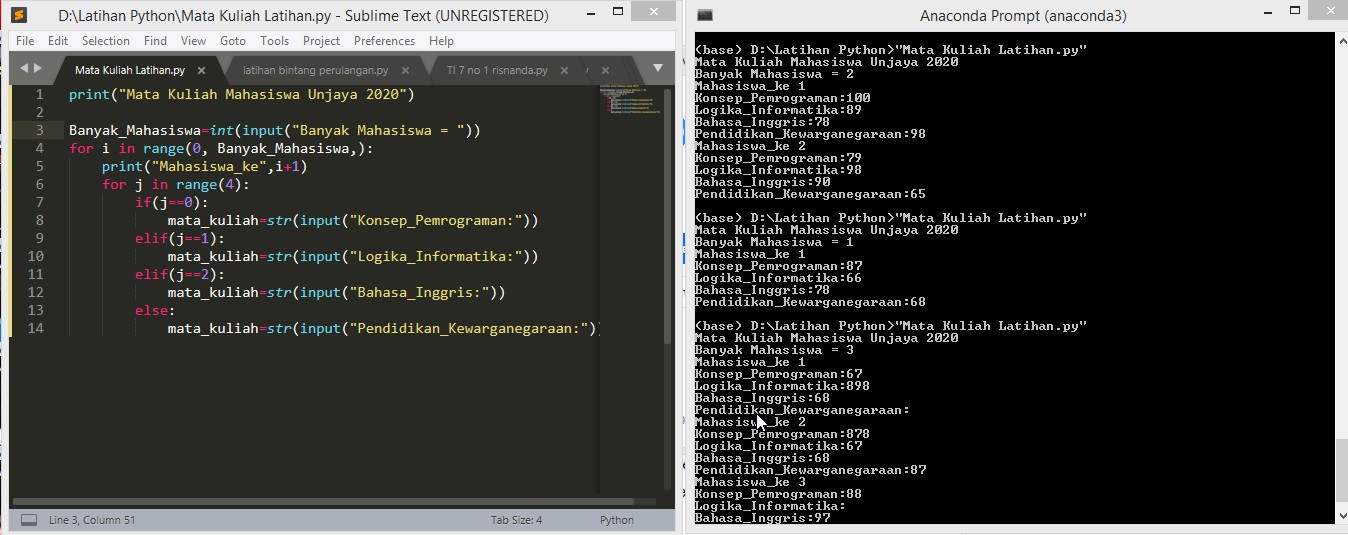 D:\Latihan Python\Mata Kuliah Latihan.py - Sublime Text (UNREGISTERED)
File Edit Selection Find View Goto Tools Project Preferences Help
Mata Kuliah Latihan.py × latihan bintang perulangan.py × TI 7 no 1 risnanda.py ×
1 print("Mata Kuliah Mahasiswa Unjaya 2020")
2
3 Banyak_Mahasiswa=int(input("Banyak Mahasiswa = "))
4 for i in range(0, Banyak_Mahasiswa,):
5 print("Mahasiswa_ke",i+1)
6 for j in range(4):
7 if(j==0):
8 mata_kuliah=str(input("Konsep_Pemrograman:"))
9 elif(j==1):
10 mata_kuliah=str(input("Logika_Informatika:"))
11 elif(j==2):
12 mata_kuliah=str(input("Bahasa_Inggris:"))
13 else:
14 mata_kuliah=str(input("Pendidikan_Kewarganegaraan:")
Line 3, Column 51 Tab Size: 4 Python
Anaconda Prompt (anaconda3)
(base) D:\Latihan Python>"Mata Kuliah Latihan.py"
Mata Kuliah Mahasiswa Unjaya 2020
Banyak Mahasiswa = 2
Mahasiswa_ke 1
Konsep_Pemrograman:100
Logika_Informatika:89
Bahasa_Inggris:78
Pendidikan_Kewarganegaraan:98
Mahasiswa_ke 2
Konsep_Pemrograman:79
Logika_Informatika:98
Bahasa_Inggris:90
Pendidikan_Kewarganegaraan:65
(base) D:\Latihan Python>"Mata Kuliah Latihan.py"
Mata Kuliah Mahasiswa Unjaya 2020
Banyak Mahasiswa = 1
Mahasiswa_ke 1
Konsep_Pemrograman:87
Logika_Informatika:66
Bahasa_Inggris:78
Pendidikan_Kewarganegaraan:68
(base) D:\Latihan Python>"Mata Kuliah Latihan.py"
Mata Kuliah Mahasiswa Unjaya 2020
Banyak Mahasiswa = 3
Mahasiswa_ke 1
Konsep_Pemrograman:67
Logika_Informatika:898
Bahasa_Inggris:68
Pendidikan_Kewarganegaraan:
Mahasiswa_ke 2
Konsep_Pemrograman:878
Logika_Informatika:67
Bahasa_Inggris:68
Pendidikan_Kewarganegaraan:87
Mahasiswa_ke 3
Konsep_Pemrograman:88
Logika_Informatika:
Bahasa_Inggris:97